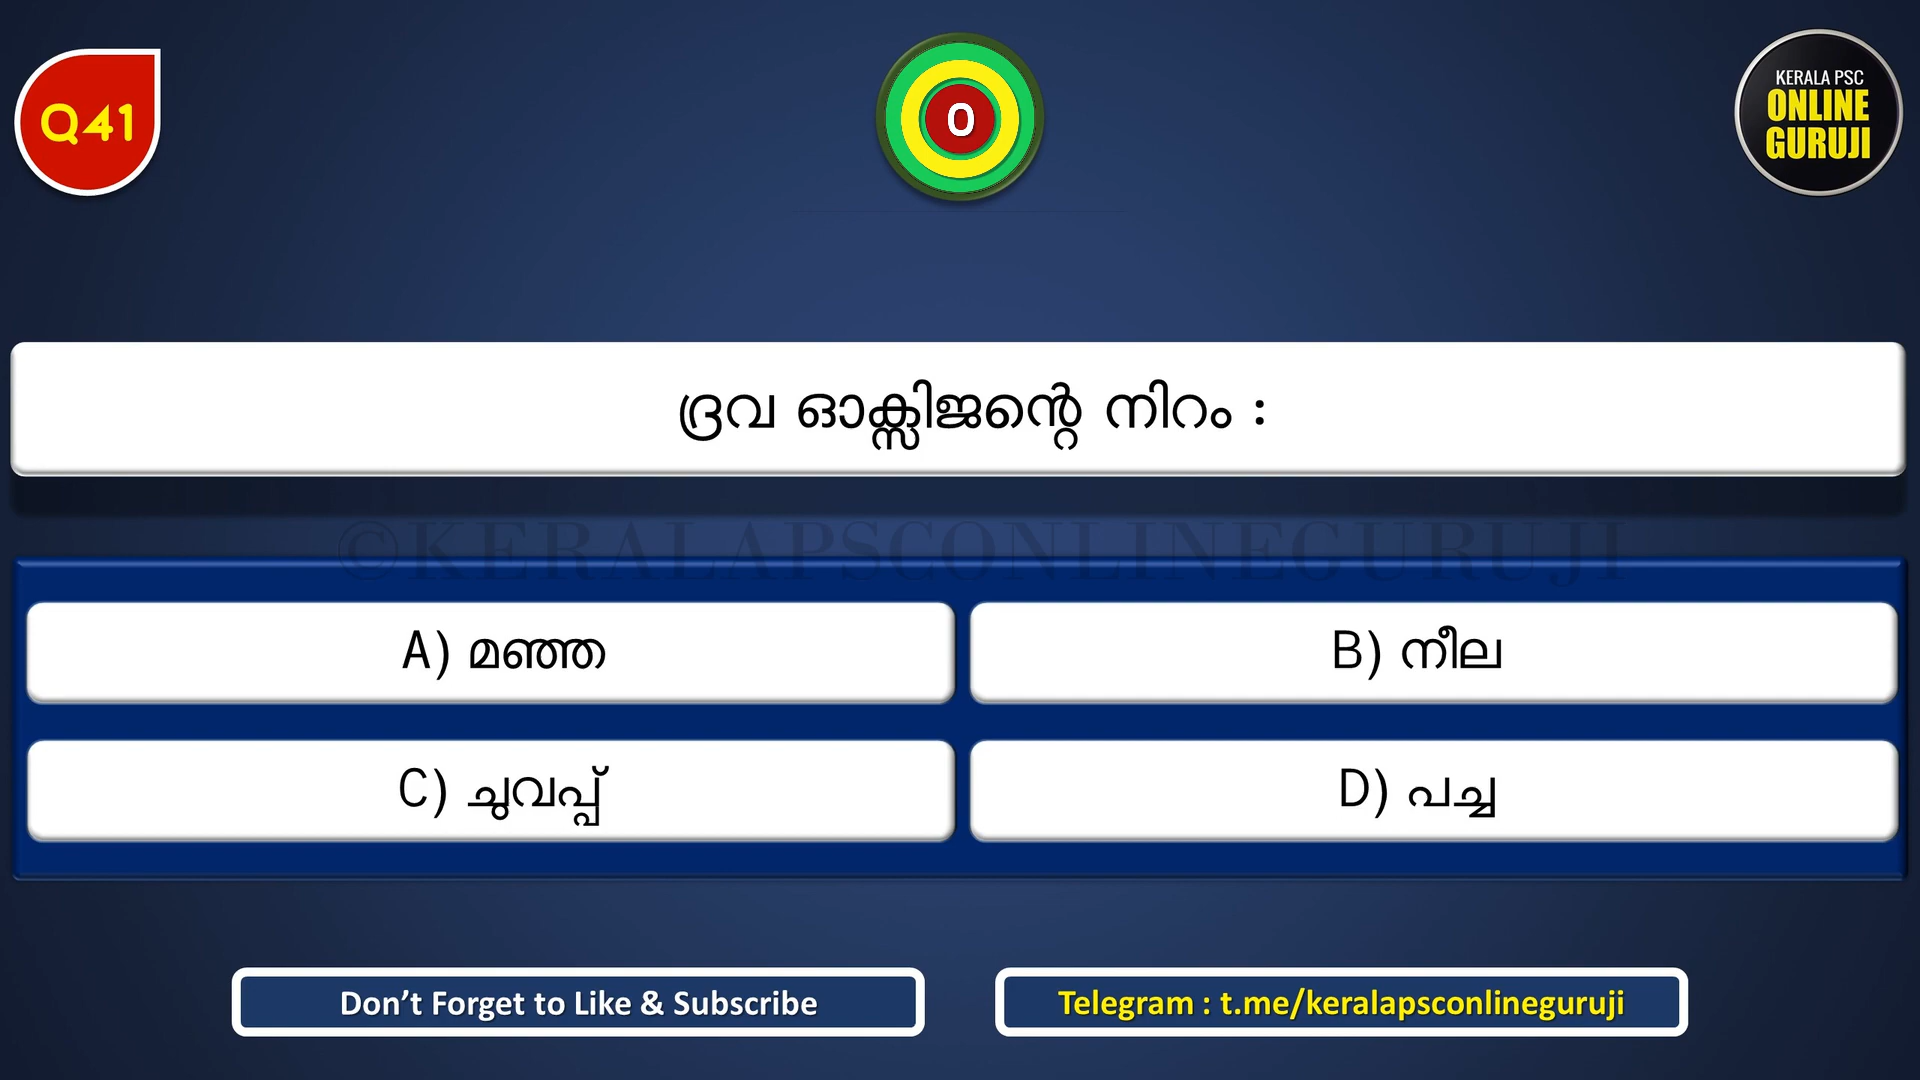 Q41
0
KERALA PSC
ONLINE
GURUJI
ദ്രവ ഓക്സിജന്റെ നിറം :
©KERALAPSCONLINEGURUJI
A) മഞ്ഞ
B) നീല
C) ചുവപ്പ്
D) പച്ച
Don’t Forget to Like & Subscribe
Telegram : t.me/keralapsconlineguruji